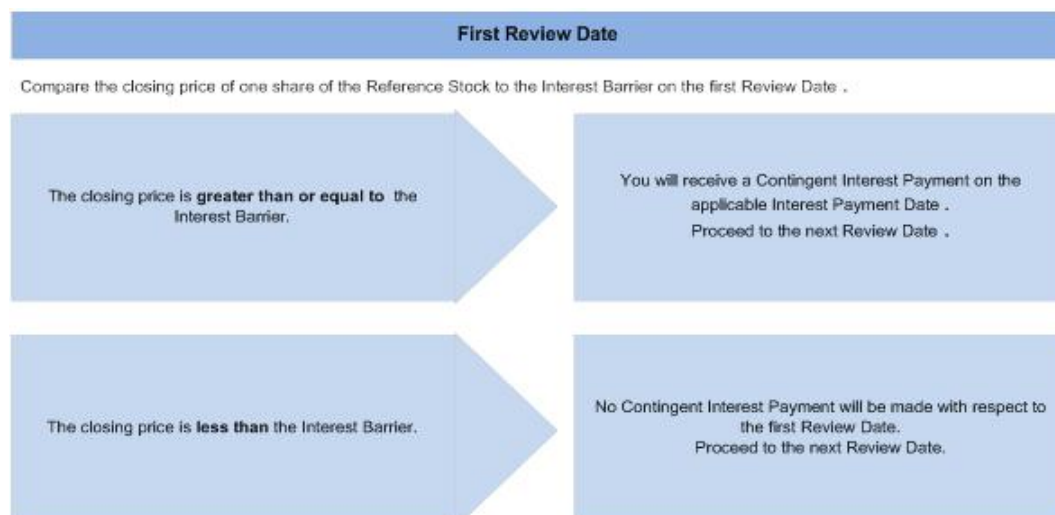 First Review Date
Compare the closing price of one share of the Reference Stock to the Interest Barrier on the first Review Date .
The closing price is greater than or equal to the
Interest Barrier.
You will receive a Contingent Interest Payment on the
applicable Interest Payment Date .
Proceed to the next Review Date .
The closing price is less than the Interest Barrier.
No Contingent Interest Payment will be made with respect to
the first Review Date.
Proceed to the next Review Date.